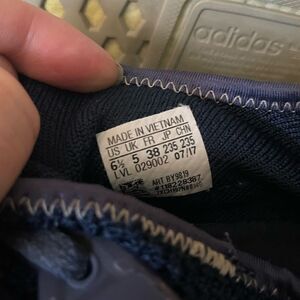 adidas
MADE IN VIETNAM
US UK FR JP CHN
6½ 5 38 235 235
LVL 029002 07/17
ART BY9819